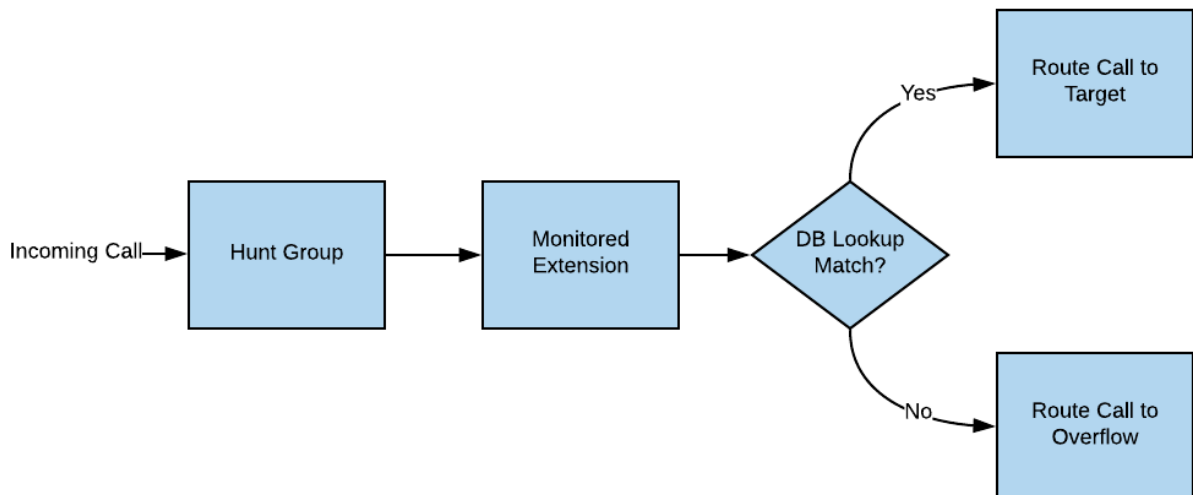 Incoming Call
Hunt Group
Monitored
Extension
DB Lookup
Match?
Yes
Route Call to
Target
No
Route Call to
Overflow